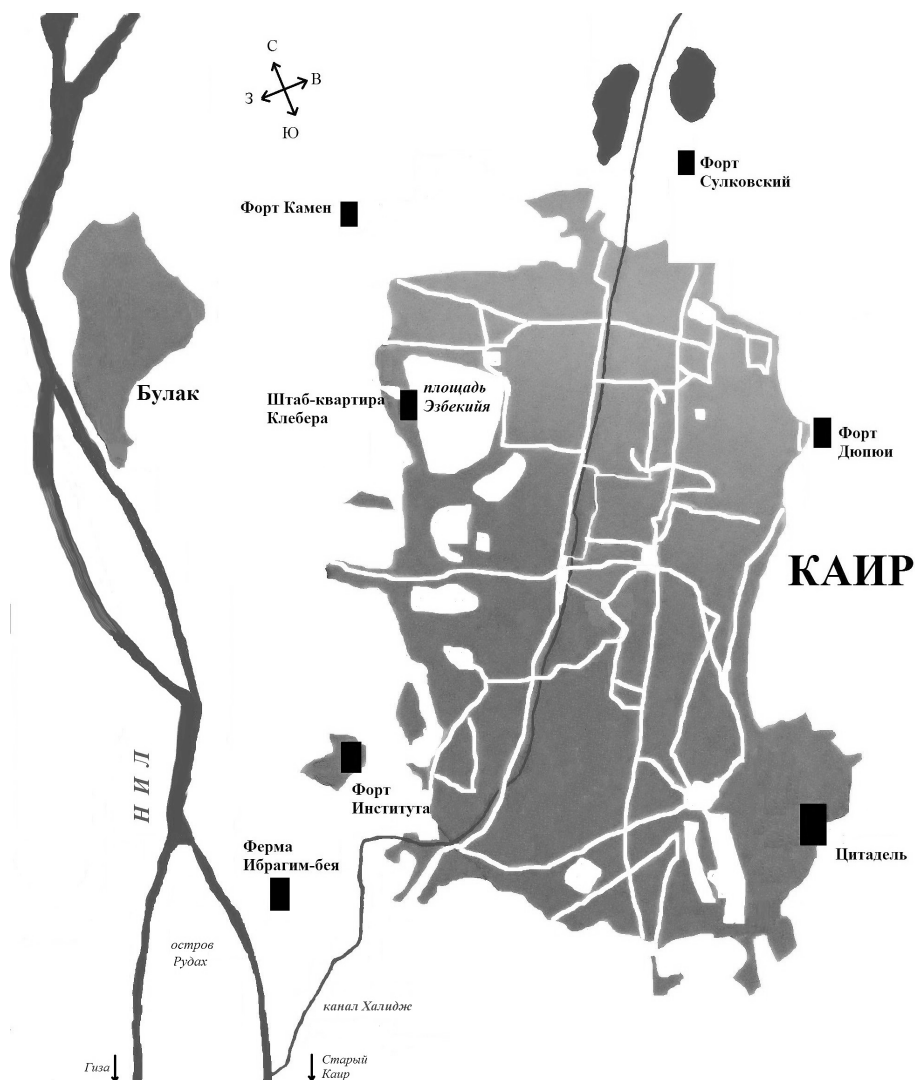 С
В
З
Ю
Форт
Сулковский
Форт Камен
Булак
Штаб-квартира
Клебера
площадь
Эзбекийя
Форт
Дюпюи
КАИР
НИЛ
Форт
Института
Ферма
Ибрагим-бея
Цитадель
остров
Рудах
канал Халидж
Гиза
Старый
Каир